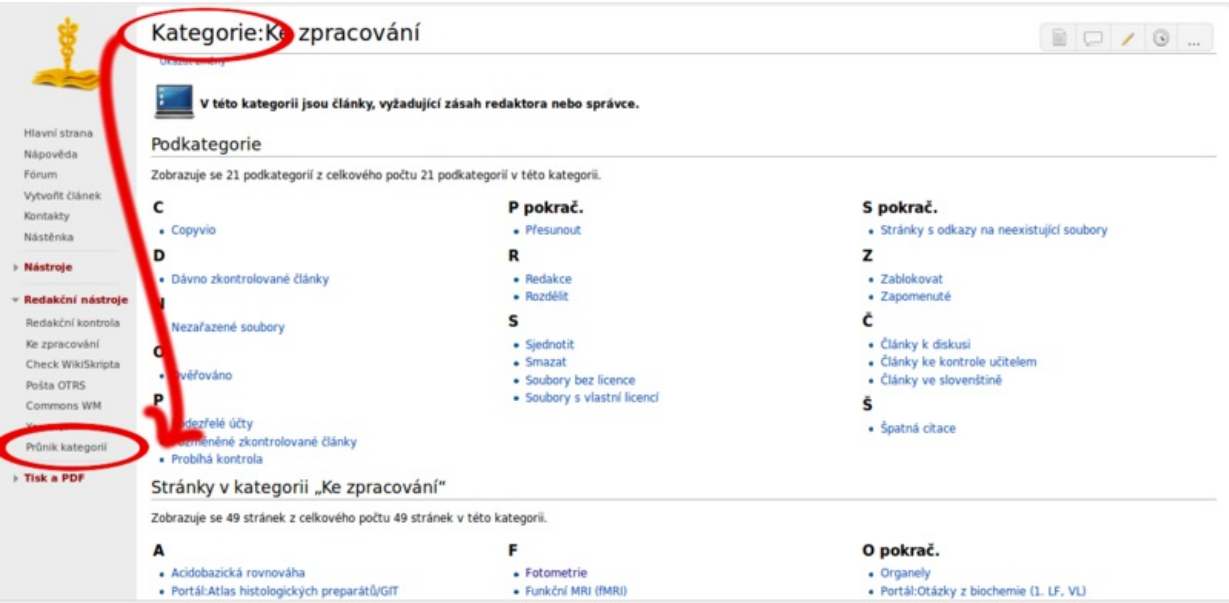 Kategorie:Ke zpracování
Ukázat změny
V této kategorii jsou články, vyžadující zásah redaktora nebo správce.
Hlavní strana
Nápověda
Fórum
Vytvořit článek
Kontakty
Nástěnka
Nástroje
Redakční nástroje
Redakční kontrola
Ke zpracování
Check WikiSkripta
Pošta OTRS
Commons WM
Průnik kategorií
Tisk a PDF
Podkategorie
Zobrazuje se 21 podkategorií z celkového počtu 21 podkategorií v této kategorii.
C
Copyvio
D
Dávno zkontrolované články
N
Nezařazené soubory
O
Ověřováno
P
Podezřelé účty
Pozměněné zkontrolované články
Probíhá kontrola
P pokrač.
Přesunout
R
Redakce
Rozdělit
S
Sjednotit
Smazat
Soubory bez licence
Soubory s vlastní licencí
S pokrač.
Stránky s odkazy na neexistující soubory
Z
Zablokovat
Zapomenuté
Č
Články k diskusi
Články ke kontrole učitelem
Články ve slovenštině
Š
Špatná citace
Stránky v kategorii „Ke zpracování“
Zobrazuje se 49 stránek z celkového počtu 49 stránek v této kategorii.
A
Acidobazická rovnováha
Portál:Atlas histologických preparátů/GIT
F
Fotometrie
Funkční MRI (fMRI)
O pokrač.
Organely
Portál:Otázky z biochemie (1. LF, VL)